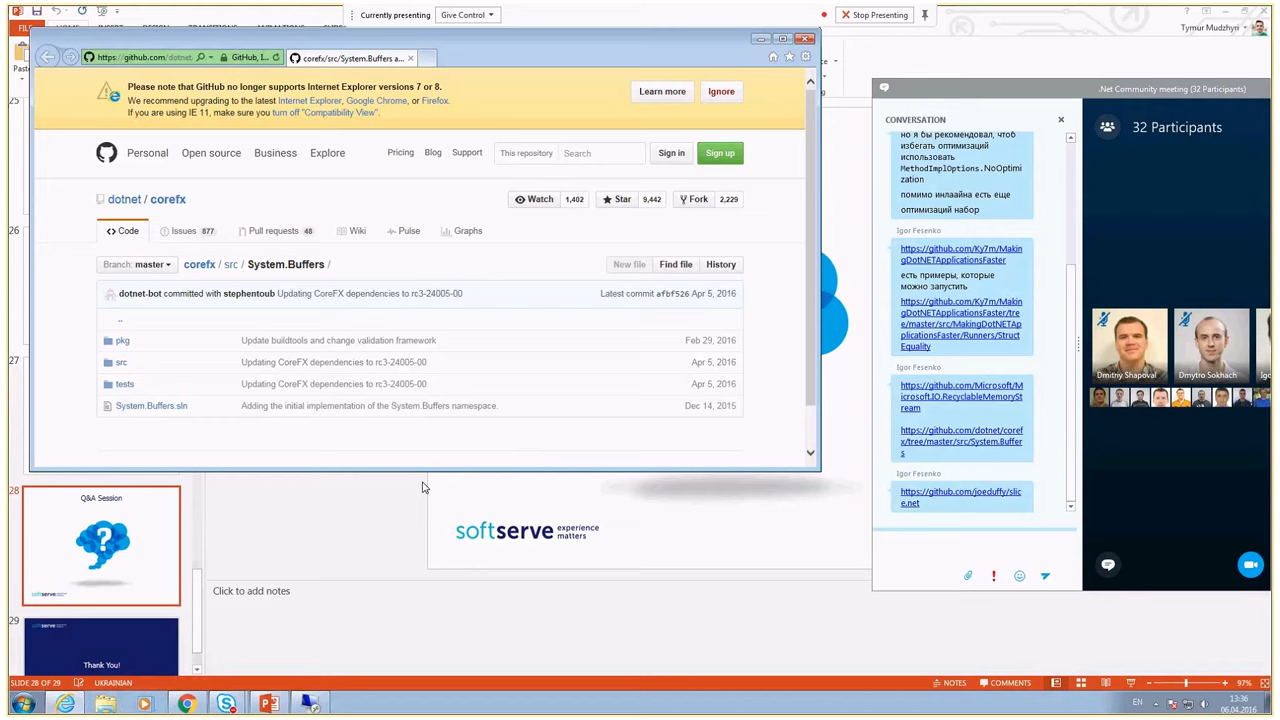 Currently presenting
Give Control
Stop Presenting
FILE
Tymur Mudzhyri
https://github.com/dotnet
GitHub, I...
corefx/src/System.Buffers a...
Paste
Please note that GitHub no longer supports Internet Explorer versions 7 or 8.
We recommend upgrading to the latest Internet Explorer, Google Chrome, or Firefox.
If you are using IE 11, make sure you turn off "Compatibility View".
Learn more
Ignore
Personal
Open source
Business
Explore
Pricing
Blog
Support
This repository
Search
Sign in
Sign up
dotnet / corefx
Watch
1,402
Star
9,442
Fork
2,229
Code
Issues 877
Pull requests 48
Wiki
Pulse
Graphs
Branch: master
corefx / src / System.Buffers /
New file
Find file
History
dotnet-bot committed with stephentoub Updating CoreFX dependencies to rc3-24005-00
Latest commit afbf526 Apr 5, 2016
..
pkg
Update buildtools and change validation framework
Feb 29, 2016
src
Updating CoreFX dependencies to rc3-24005-00
Apr 5, 2016
tests
Updating CoreFX dependencies to rc3-24005-00
Apr 5, 2016
System.Buffers.sln
Adding the initial implementation of the System.Buffers namespace.
Dec 14, 2015
25
26
27
28
Q&A Session
?
softserve
29
softserve
Thank You!
softserve experience
matters
Click to add notes
.Net Community meeting (32 Participants)
CONVERSATION
но я бы рекомендовал, чтоб
избегать оптимизаций
использовать
MethodImplOptions.NoOptimi
zation
помимо инлаайна есть еще
оптимизаций набор
Igor Fesenko
https://github.com/Ky7m/Makin
gDotNETApplicationsFaster
есть примеры, которые
можно запустить
https://github.com/Ky7m/Makin
gDotNETApplicationsFaster/tre
e/master/src/MakingDotNETAp
plicationsFaster/Runners/Struct
Equality
Igor Fesenko
https://github.com/Microsoft/M
icrosoft.IO.RecyclableMemorySt
ream
https://github.com/dotnet/coref
x/tree/master/src/System.Buffer
s
Igor Fesenko
https://github.com/joeduffy/slic
e.net
32 Participants
Dmitriy Shapoval
Dmytro Sokhach
SLIDE 28 OF 29
UKRAINIAN
NOTES
COMMENTS
97%
EN
13:36
06.04.2016